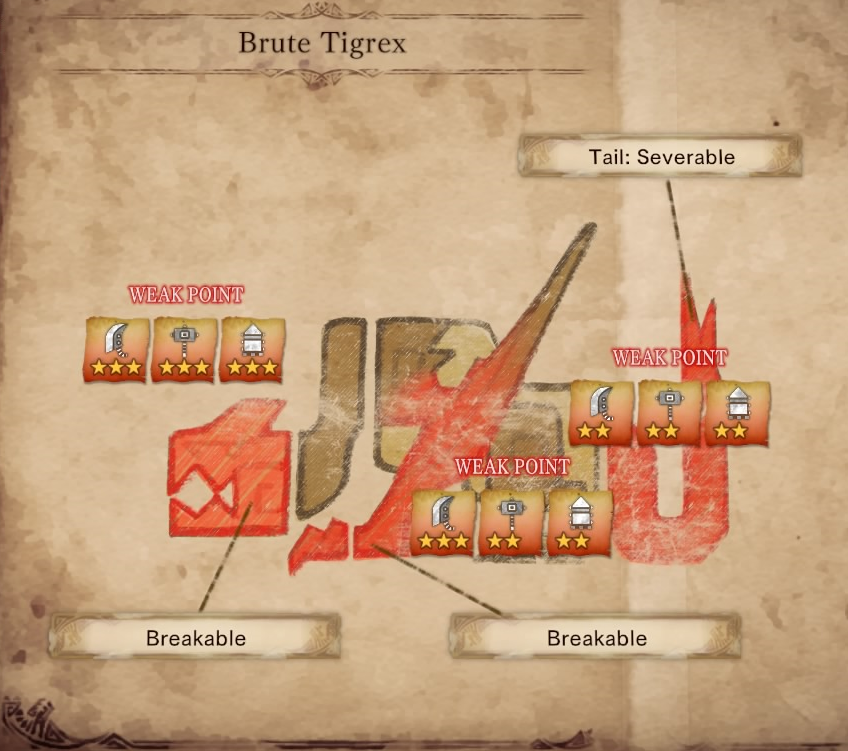 Brute Tigrex
Tail: Severable
WEAK POINT
WEAK POINT
WEAK POINT
Breakable
Breakable